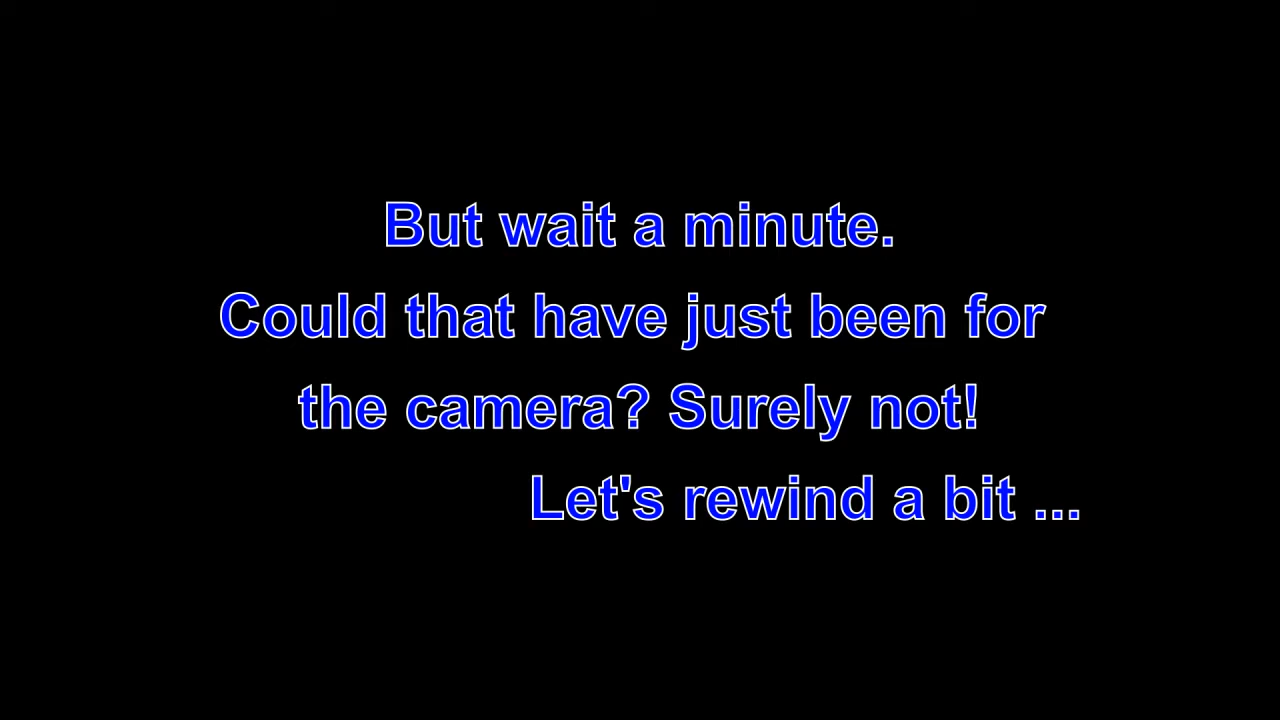 But wait a minute.
Could that have just been for
the camera? Surely not!
Let's rewind a bit ...